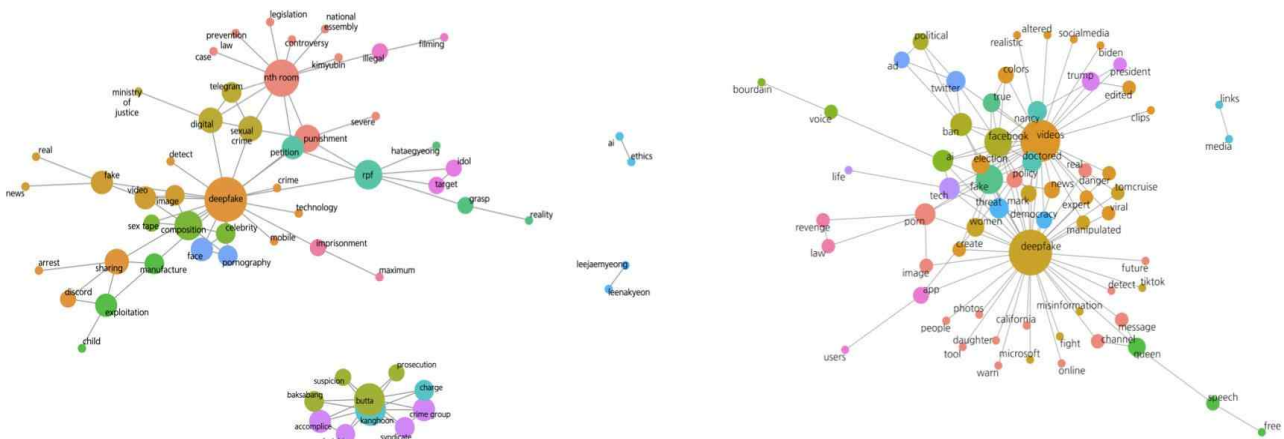 legislation
national
assembly
prevention
law
controversy
case
kimyubin
illegal
filming
nth room
telegram
ministry
of
justice
digital
sexual
crime
severe
punishment
petition
real
detect
hataegyeong
idol
rpf
target
fake
crime
news
video
image
deepfake
grasp
technology
reality
sex tape
composition
celebrity
mobile
imprisonment
face
pornography
arrest
sharing
manufacture
maximum
discord
exploitation
child
ai
ethics
leejaemyeong
leenakyeon
prosecution
suspicion
charge
baksabang
butta
crime group
kanghoon
accomplice
syndicate
political
altered
socialmedia
realistic
biden
ad
colors
trump
president
twitter
edited
bourdain
true
links
voice
nancy
clips
ban
facebook
videos
media
ai
election
doctored
real
life
policy
danger
tech
fake
news
tomcruise
threat
mark
expert
viral
porn
women
democracy
manipulated
revenge
law
create
deepfake
image
future
app
detect
tiktok
photos
misinformation
people
california
message
daughter
fight
channel
tool
microsoft
queen
users
warn
online
speech
free